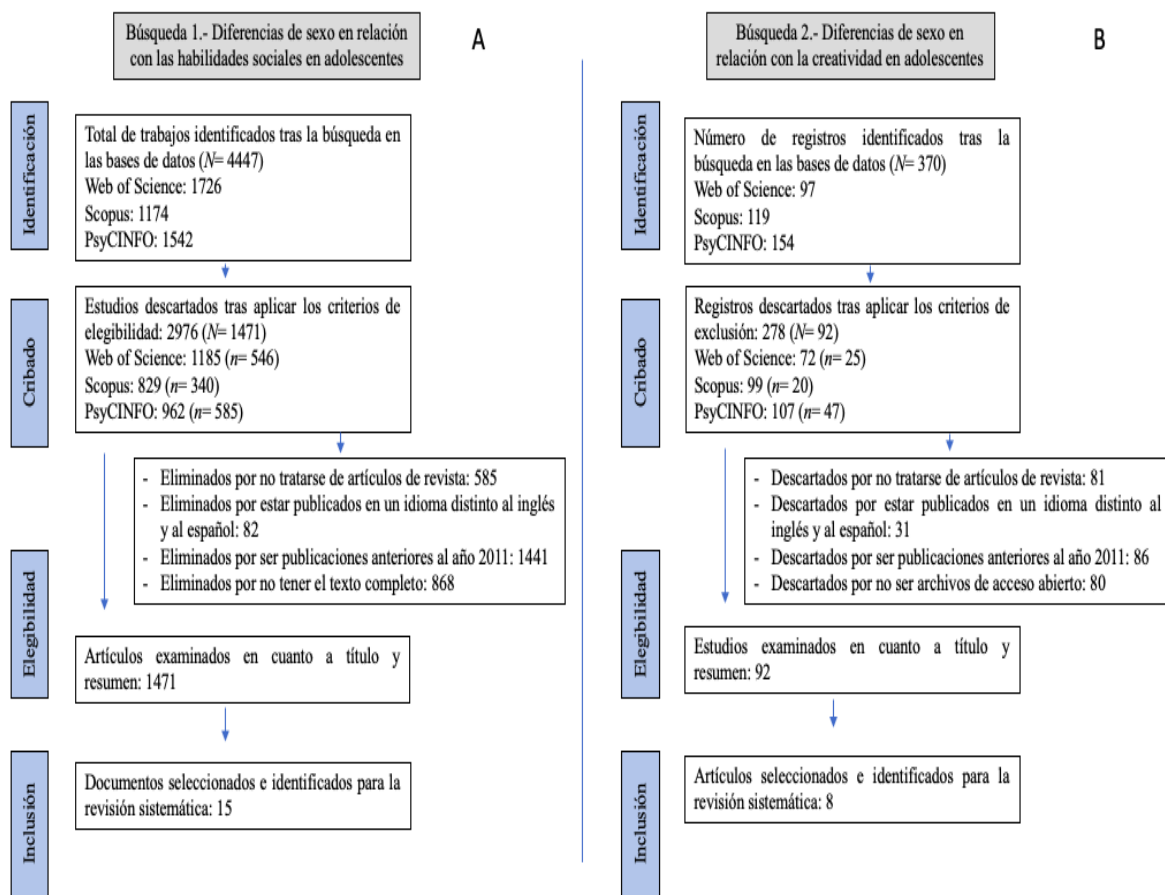 Búsqueda 1.- Diferencias de sexo en relación
con las habilidades sociales en adolescentes
A
Identificación
Total de trabajos identificados tras la búsqueda en
las bases de datos (N= 4447)
Web of Science: 1726
Scopus: 1174
PsyCINFO: 1542
Cribado
Estudios descartados tras aplicar los criterios de
elegibilidad: 2976 (N= 1471)
Web of Science: 1185 (n= 546)
Scopus: 829 (n= 340)
PsyCINFO: 962 (n= 585)
- Eliminados por no tratarse de artículos de revista: 585
- Eliminados por estar publicados en un idioma distinto al inglés
y al español: 82
- Eliminados por ser publicaciones anteriores al año 2011: 1441
- Eliminados por no tener el texto completo: 868
Elegibilidad
Artículos examinados en cuanto a título y
resumen: 1471
Inclusión
Documentos seleccionados e identificados para la
revisión sistemática: 15
Búsqueda 2.- Diferencias de sexo en
relación con la creatividad en adolescentes
B
Identificación
Número de registros identificados tras la
búsqueda en las bases de datos (N= 370)
Web of Science: 97
Scopus: 119
PsyCINFO: 154
Cribado
Registros descartados tras aplicar los criterios de
exclusión: 278 (N= 92)
Web of Science: 72 (n= 25)
Scopus: 99 (n= 20)
PsyCINFO: 107 (n= 47)
- Descartados por no tratarse de artículos de revista: 81
- Descartados por estar publicados en un idioma distinto al
inglés y al español: 31
- Descartados por ser publicaciones anteriores al año 2011: 86
- Descartados por no ser archivos de acceso abierto: 80
Elegibilidad
Estudios examinados en cuanto a título y
resumen: 92
Inclusión
Artículos seleccionados e identificados para la
revisión sistemática: 8